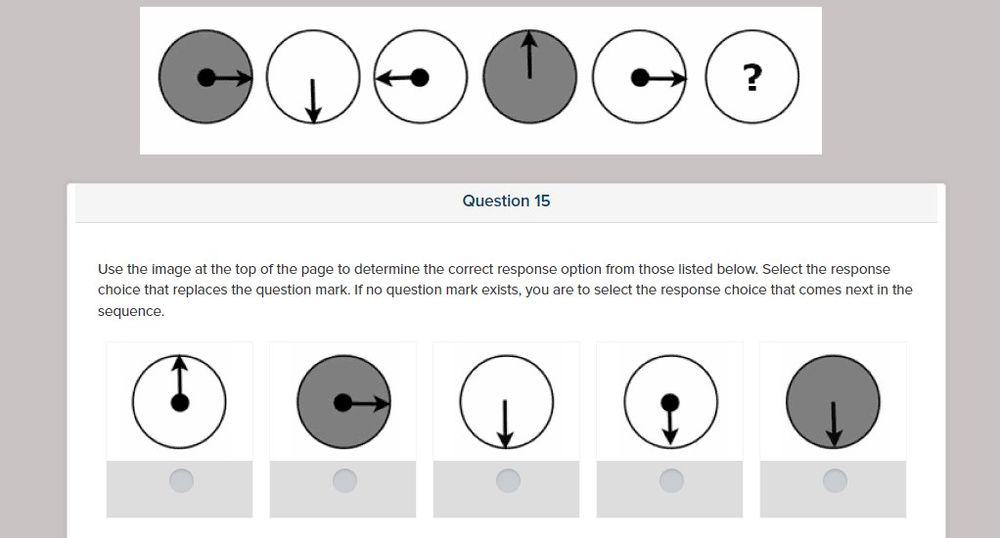 ?
Question 15
Use the image at the top of the page to determine the correct response option from those listed below. Select the response
choice that replaces the question mark. If no question mark exists, you are to select the response choice that comes next in the
sequence.